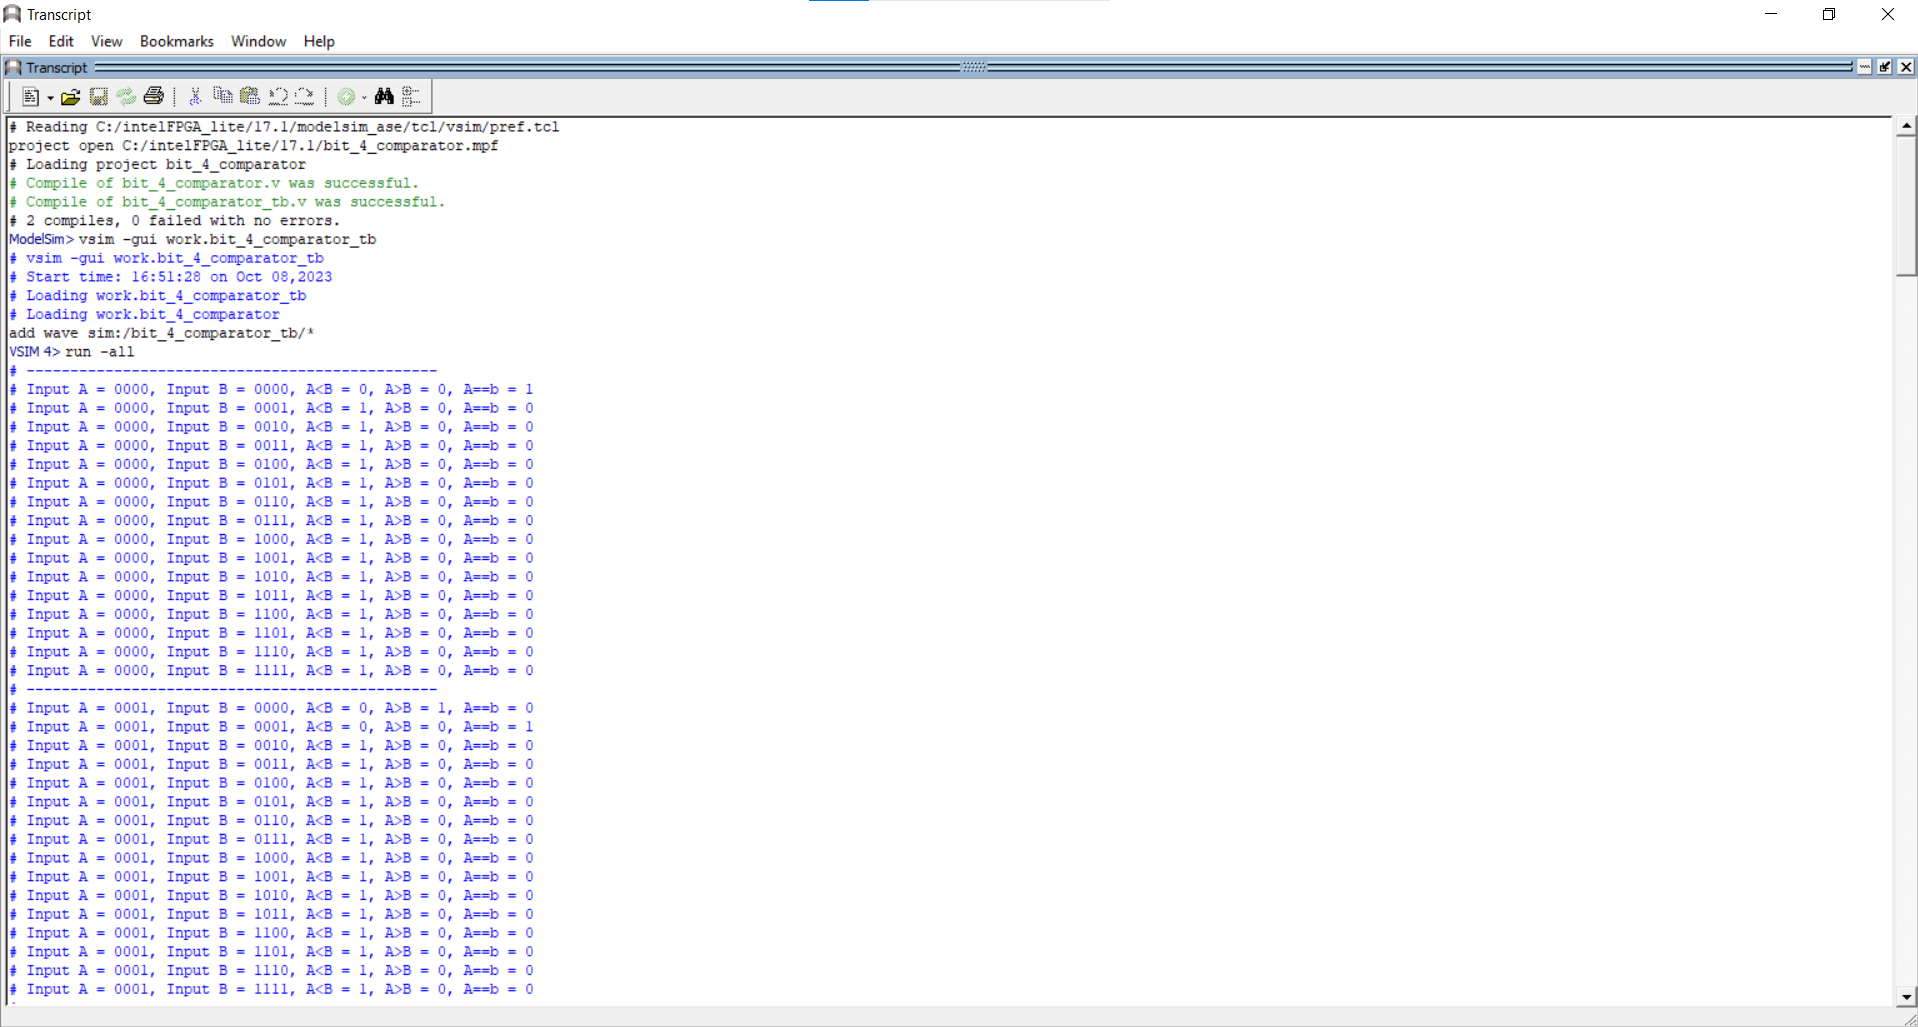 Transcript
File Edit View Bookmarks Window Help
Transcript
# Reading C:/intelFPGA_lite/17.1/modelsim_ase/tcl/vsim/pref.tcl
project open C:/intelFPGA_lite/17.1/bit_4_comparator.mpf
# Loading project bit_4_comparator
# Compile of bit_4_comparator.v was successful.
# Compile of bit_4_comparator_tb.v was successful.
# 2 compiles, 0 failed with no errors.
ModelSim> vsim -gui work.bit_4_comparator_tb
# vsim -gui work.bit_4_comparator_tb
# Start time: 16:51:28 on Oct 08,2023
# Loading work.bit_4_comparator_tb
# Loading work.bit_4_comparator
add wave sim:/bit_4_comparator_tb/*
VSIM 4> run -all
# -----------------------------------------------
# Input A = 0000, Input B = 0000, A<B = 0, A>B = 0, A==b = 1
# Input A = 0000, Input B = 0001, A<B = 1, A>B = 0, A==b = 0
# Input A = 0000, Input B = 0010, A<B = 1, A>B = 0, A==b = 0
# Input A = 0000, Input B = 0011, A<B = 1, A>B = 0, A==b = 0
# Input A = 0000, Input B = 0100, A<B = 1, A>B = 0, A==b = 0
# Input A = 0000, Input B = 0101, A<B = 1, A>B = 0, A==b = 0
# Input A = 0000, Input B = 0110, A<B = 1, A>B = 0, A==b = 0
# Input A = 0000, Input B = 0111, A<B = 1, A>B = 0, A==b = 0
# Input A = 0000, Input B = 1000, A<B = 1, A>B = 0, A==b = 0
# Input A = 0000, Input B = 1001, A<B = 1, A>B = 0, A==b = 0
# Input A = 0000, Input B = 1010, A<B = 1, A>B = 0, A==b = 0
# Input A = 0000, Input B = 1011, A<B = 1, A>B = 0, A==b = 0
# Input A = 0000, Input B = 1100, A<B = 1, A>B = 0, A==b = 0
# Input A = 0000, Input B = 1101, A<B = 1, A>B = 0, A==b = 0
# Input A = 0000, Input B = 1110, A<B = 1, A>B = 0, A==b = 0
# Input A = 0000, Input B = 1111, A<B = 1, A>B = 0, A==b = 0
# -----------------------------------------------
# Input A = 0001, Input B = 0000, A<B = 0, A>B = 1, A==b = 0
# Input A = 0001, Input B = 0001, A<B = 0, A>B = 0, A==b = 1
# Input A = 0001, Input B = 0010, A<B = 1, A>B = 0, A==b = 0
# Input A = 0001, Input B = 0011, A<B = 1, A>B = 0, A==b = 0
# Input A = 0001, Input B = 0100, A<B = 1, A>B = 0, A==b = 0
# Input A = 0001, Input B = 0101, A<B = 1, A>B = 0, A==b = 0
# Input A = 0001, Input B = 0110, A<B = 1, A>B = 0, A==b = 0
# Input A = 0001, Input B = 0111, A<B = 1, A>B = 0, A==b = 0
# Input A = 0001, Input B = 1000, A<B = 1, A>B = 0, A==b = 0
# Input A = 0001, Input B = 1001, A<B = 1, A>B = 0, A==b = 0
# Input A = 0001, Input B = 1010, A<B = 1, A>B = 0, A==b = 0
# Input A = 0001, Input B = 1011, A<B = 1, A>B = 0, A==b = 0
# Input A = 0001, Input B = 1100, A<B = 1, A>B = 0, A==b = 0
# Input A = 0001, Input B = 1101, A<B = 1, A>B = 0, A==b = 0
# Input A = 0001, Input B = 1110, A<B = 1, A>B = 0, A==b = 0
# Input A = 0001, Input B = 1111, A<B = 1, A>B = 0, A==b = 0